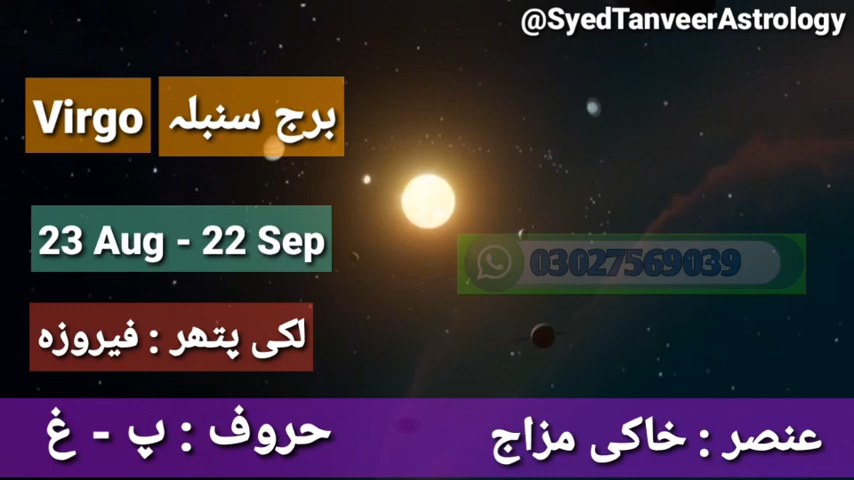 @SyedTanveerAstrology
Virgo برج سنبلہ
23 Aug - 22 Sep
03027569039
لکی پتھر : فیروزہ
عنصر : خاکی مزاج
حروف : پ - غ